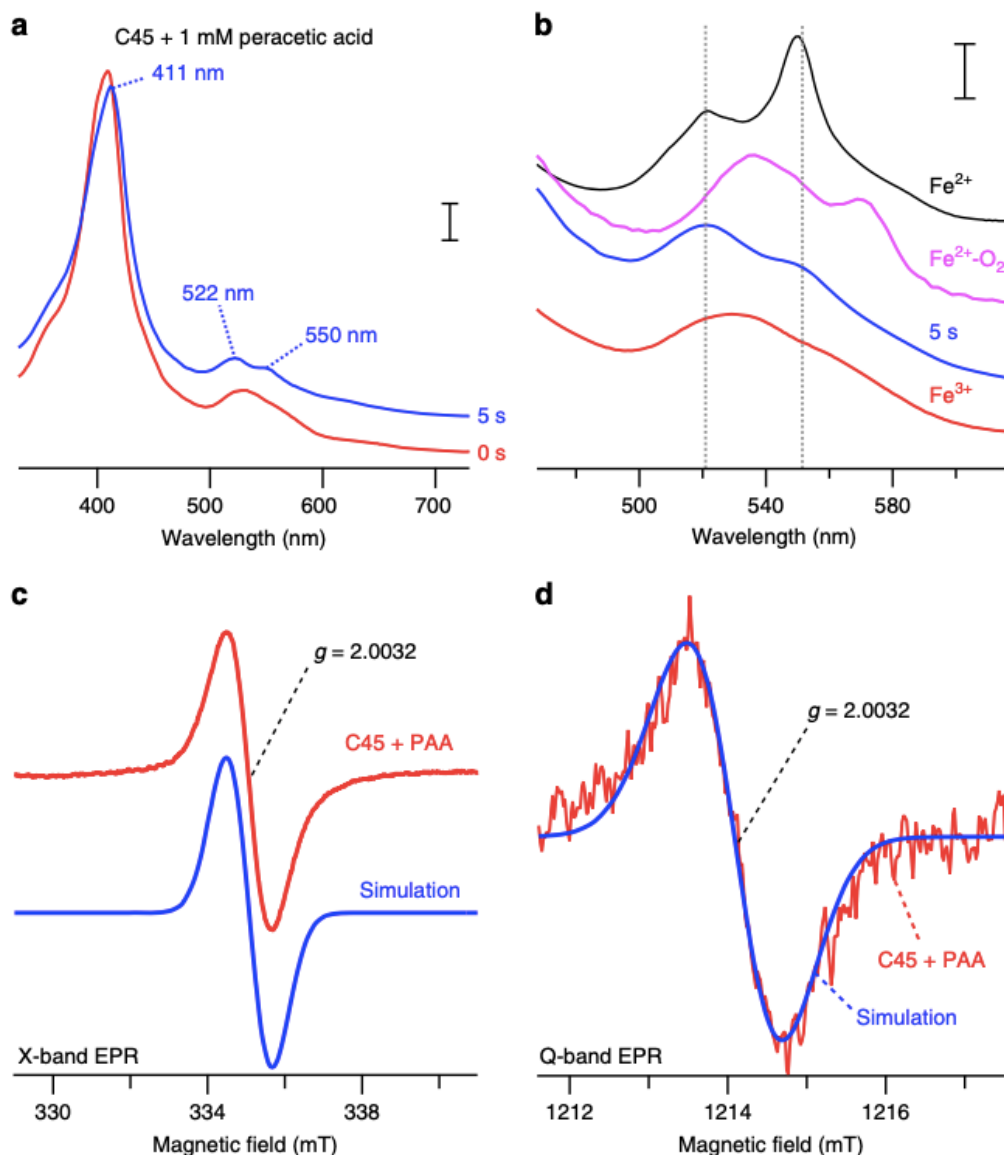 a
C45 + 1 mM peracetic acid
411 nm
522 nm
550 nm
5 s
0 s
400 500 600 700
Wavelength (nm)
b
Fe²⁺
Fe²⁺-O₂
5 s
Fe³⁺
500 540 580
Wavelength (nm)
c
g = 2.0032
C45 + PAA
Simulation
X-band EPR
330 334 338
Magnetic field (mT)
d
g = 2.0032
C45 + PAA
Simulation
Q-band EPR
1212 1214 1216
Magnetic field (mT)